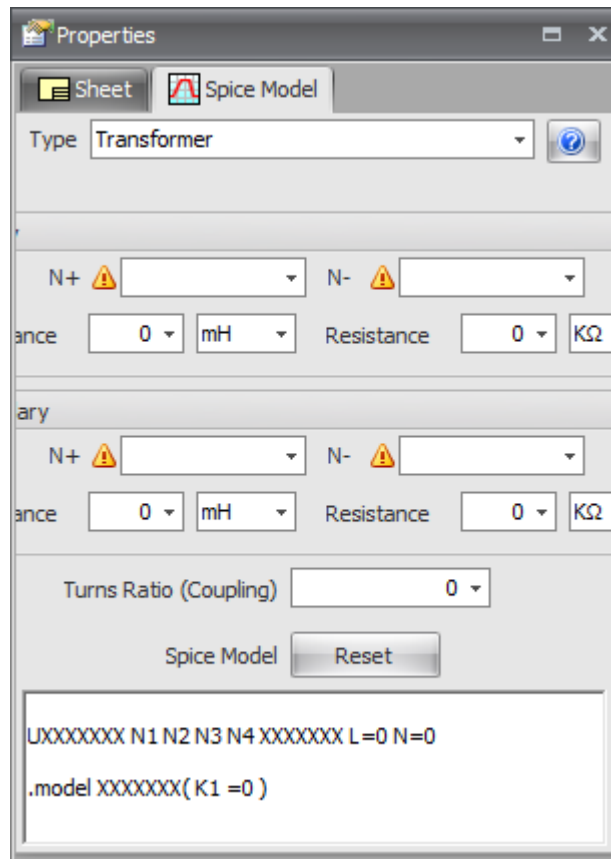 Properties
Sheet Spice Model
Type Transformer
N+ N-
ance 0 mH Resistance 0 KΩ
ary
N+ N-
ance 0 mH Resistance 0 KΩ
Turns Ratio (Coupling) 0
Spice Model Reset
UXXXXXXX N1 N2 N3 N4 XXXXXXX L=0 N=0
.model XXXXXXX( K1 =0 )